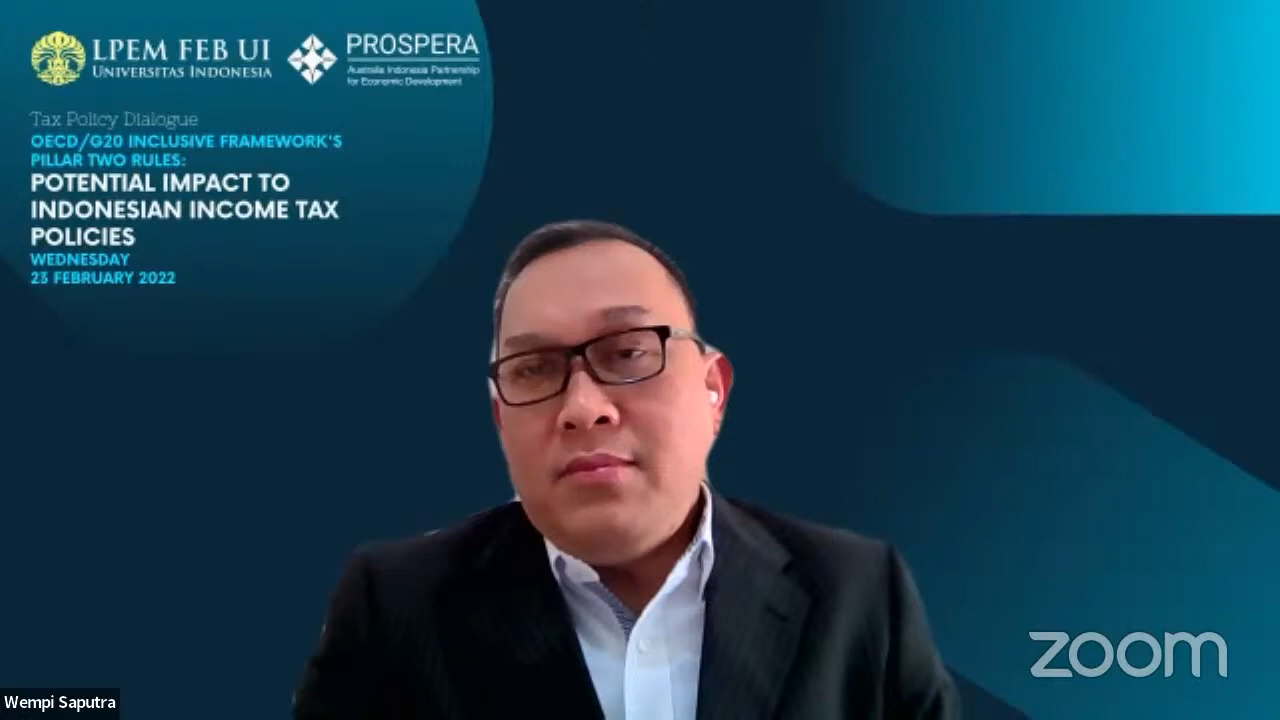 LPEM FEB UI
UNIVERSITAS INDONESIA
PROSPERA
Australia Indonesia Partnership
for Economic Development
Tax Policy Dialogue
OECD/G20 INCLUSIVE FRAMEWORK'S
PILLAR TWO RULES:
POTENTIAL IMPACT TO
INDONESIAN INCOME TAX
POLICIES
WEDNESDAY
23 FEBRUARY 2022
zoom
Wempi Saputra